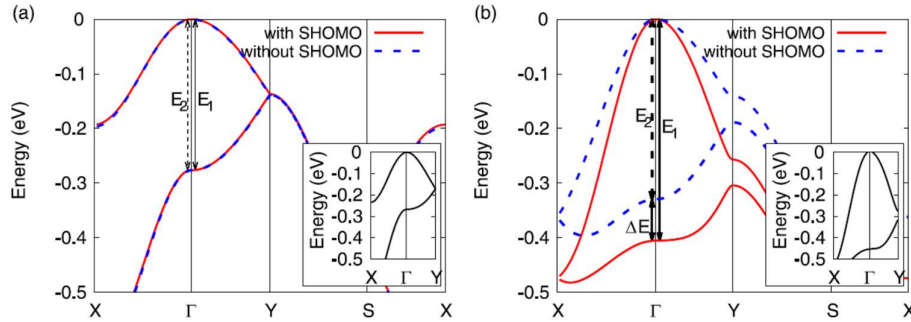 (a)
with SHOMO
without SHOMO
Energy (eV)
0
-0.1
-0.2
-0.3
-0.4
-0.5
E2 E1
X Γ Y S X
Energy (eV)
0
-0.1
-0.2
-0.3
-0.4
-0.5
X Γ Y
(b)
with SHOMO
without SHOMO
Energy (eV)
0
-0.1
-0.2
-0.3
-0.4
-0.5
E2 E1
ΔE
X Γ Y S X
Energy (eV)
0
-0.1
-0.2
-0.3
-0.4
-0.5
X Γ Y